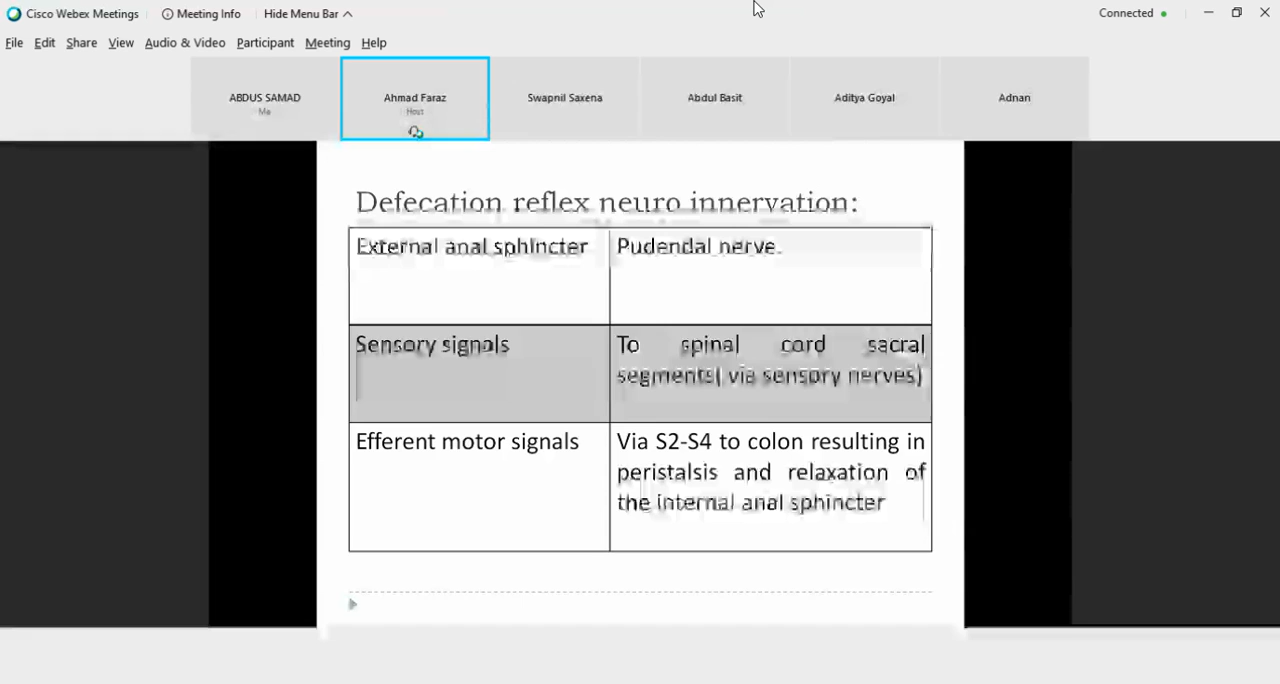 Cisco Webex Meetings Meeting Info Hide Menu Bar Connected
File Edit Share View Audio & Video Participant Meeting Help
ABDUS SAMAD Ahmad Faraz Swapnil Saxena Abdul Basit Aditya Goyal Adnan
Me Host
Defecation reflex neuro innervation:
External anal sphincter Pudendal nerve.
Sensory signals To spinal cord sacral
segments( via sensory nerves)
Efferent motor signals Via S2-S4 to colon resulting in
peristalsis and relaxation of
the internal anal sphincter